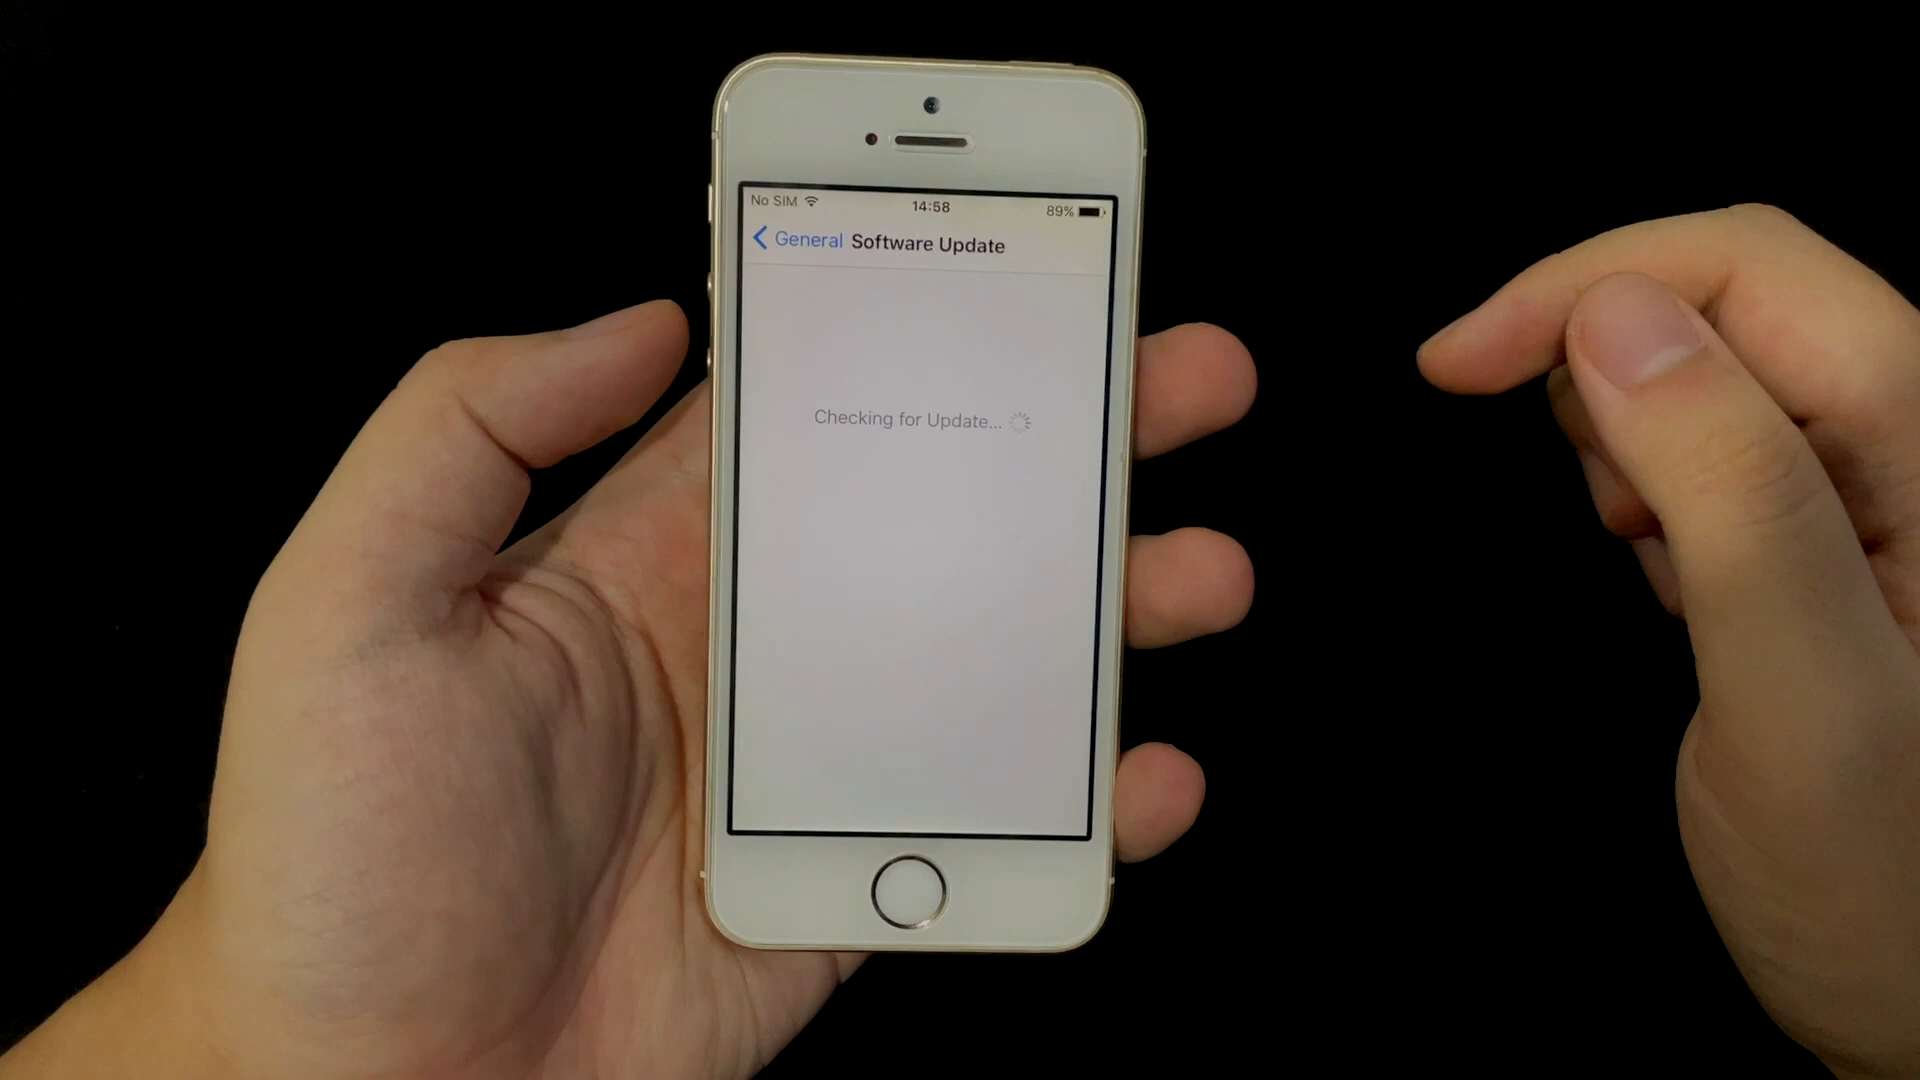 No SIM 14:58 89%
General Software Update
Checking for Update...